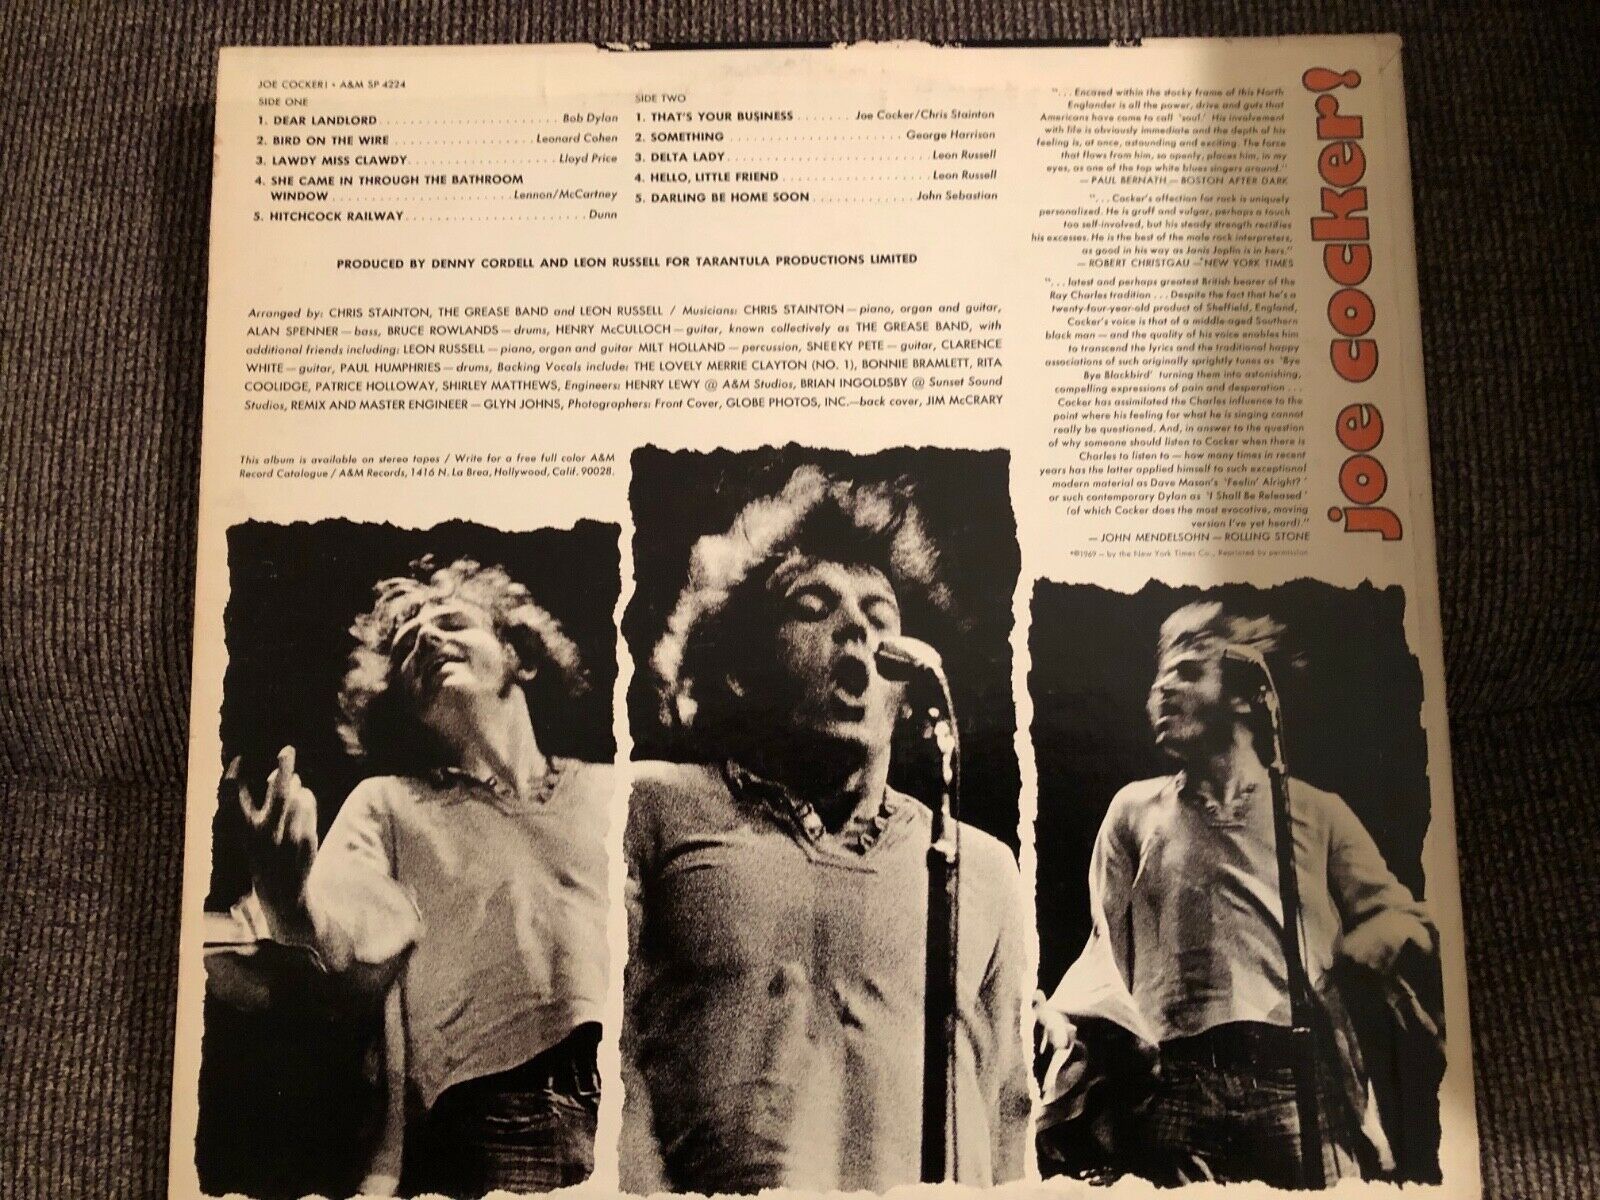 JOE COCKER! • A&M SP 4224
SIDE ONE
1. DEAR LANDLORD . . . . . . . . . . Bob Dylan
2. BIRD ON THE WIRE . . . . . . . . . . Leonard Cohen
3. LAWDY MISS CLAWDY . . . . . . . . . . Lloyd Price
4. SHE CAME IN THROUGH THE BATHROOM
WINDOW . . . . . . . . . . Lennon/McCartney
5. HITCHCOCK RAILWAY . . . . . . . . . . Dunn
SIDE TWO
1. THAT'S YOUR BUSINESS . . . . . . . Joe Cocker/Chris Stainton
2. SOMETHING . . . . . . . . . . George Harrison
3. DELTA LADY . . . . . . . . . . Leon Russell
4. HELLO, LITTLE FRIEND . . . . . . . . . . Leon Russell
5. DARLING BE HOME SOON . . . . . . . . . . John Sebastian
PRODUCED BY DENNY CORDELL AND LEON RUSSELL FOR TARANTULA PRODUCTIONS LIMITED
Arranged by: CHRIS STAINTON, THE GREASE BAND and LEON RUSSELL / Musicians: CHRIS STAINTON — piano, organ and guitar,
ALAN SPENNER — bass, BRUCE ROWLANDS — drums, HENRY McCULLOCH — guitar, known collectively as THE GREASE BAND, with
additional friends including: LEON RUSSELL — piano, organ and guitar MILT HOLLAND — percussion, SNEEKY PETE — guitar, CLARENCE
WHITE — guitar, PAUL HUMPHRIES — drums, Backing Vocals include: THE LOVELY MERRIE CLAYTON (NO. 1), BONNIE BRAMLETT, RITA
COOLIDGE, PATRICE HOLLOWAY, SHIRLEY MATTHEWS, Engineers: HENRY LEWY @ A&M Studios, BRIAN INGOLDSBY @ Sunset Sound
Studios, REMIX AND MASTER ENGINEER — GLYN JOHNS, Photographers: Front Cover, GLOBE PHOTOS, INC.—back cover, JIM McCRARY
This album is available on stereo tapes / Write for a free full color A&M
Record Catalogue / A&M Records, 1416 N. La Brea, Hollywood, Calif. 90028.
". . . Encased within the stocky frame of this North
Englander is all the power, drive and guts that
Americans have come to call 'soul.' His involvement
with life is obviously immediate and the depth of his
feeling is, at once, astounding and exciting. The force
that flows from him, so openly, places him, in my
eyes, as one of the top white blues singers around."
— PAUL BERNATH — BOSTON AFTER DARK
". . . Cocker's affection for rock is uniquely
personalized. He is gruff and vulgar, perhaps a touch
too self-involved, but his steady strength rectifies
his excesses. He is the best of the male rock interpreters,
as good in his way as Janis Joplin is in hers."
— ROBERT CHRISTGAU — *NEW YORK TIMES
". . . latest and perhaps greatest British bearer of the
Ray Charles tradition . . . Despite the fact that he's a
twenty-four-year-old product of Sheffield, England,
Cocker's voice is that of a middle-aged Southern
black man — and the quality of his voice enables him
to transcend the lyrics and the traditional happy
associations of such originally sprightly tunes as 'Bye
Bye Blackbird' turning them into astonishing,
compelling expressions of pain and desperation . . .
Cocker has assimilated the Charles influence to the
point where his feeling for what he is singing cannot
really be questioned. And, in answer to the question
of why someone should listen to Cocker when there is
Charles to listen to — how many times in recent
years has the latter applied himself to such exceptional
modern material as Dave Mason's 'Feelin' Alright?'
or such contemporary Dylan as 'I Shall Be Released'
(of which Cocker does the most evocative, moving
version I've yet heard)."
— JOHN MENDELSOHN — ROLLING STONE
*©1969 — by the New York Times Co., Reprinted by permission
joe cocker!